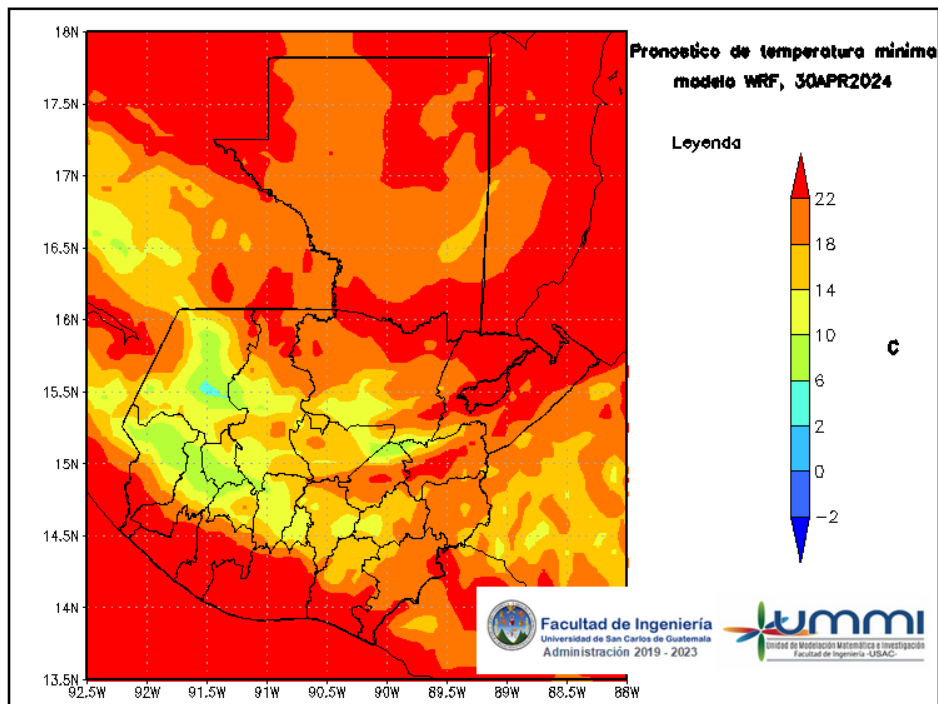 Pronostico de temperatura minima
modelo WRF, 30APR2024
Leyenda
22
18
14
10
6
2
0
-2
C
18N
17.5N
17N
16.5N
16N
15.5N
15N
14.5N
14N
13.5N
92.5W
92W
91.5W
91W
90.5W
90W
89.5W
89W
88.5W
88W
Facultad de Ingeniería
Universidad de San Carlos de Guatemala
Administración 2019 - 2023
ummi
Unidad de Modelación Matemática e Investigación
Facultad de Ingeniería -USAC-